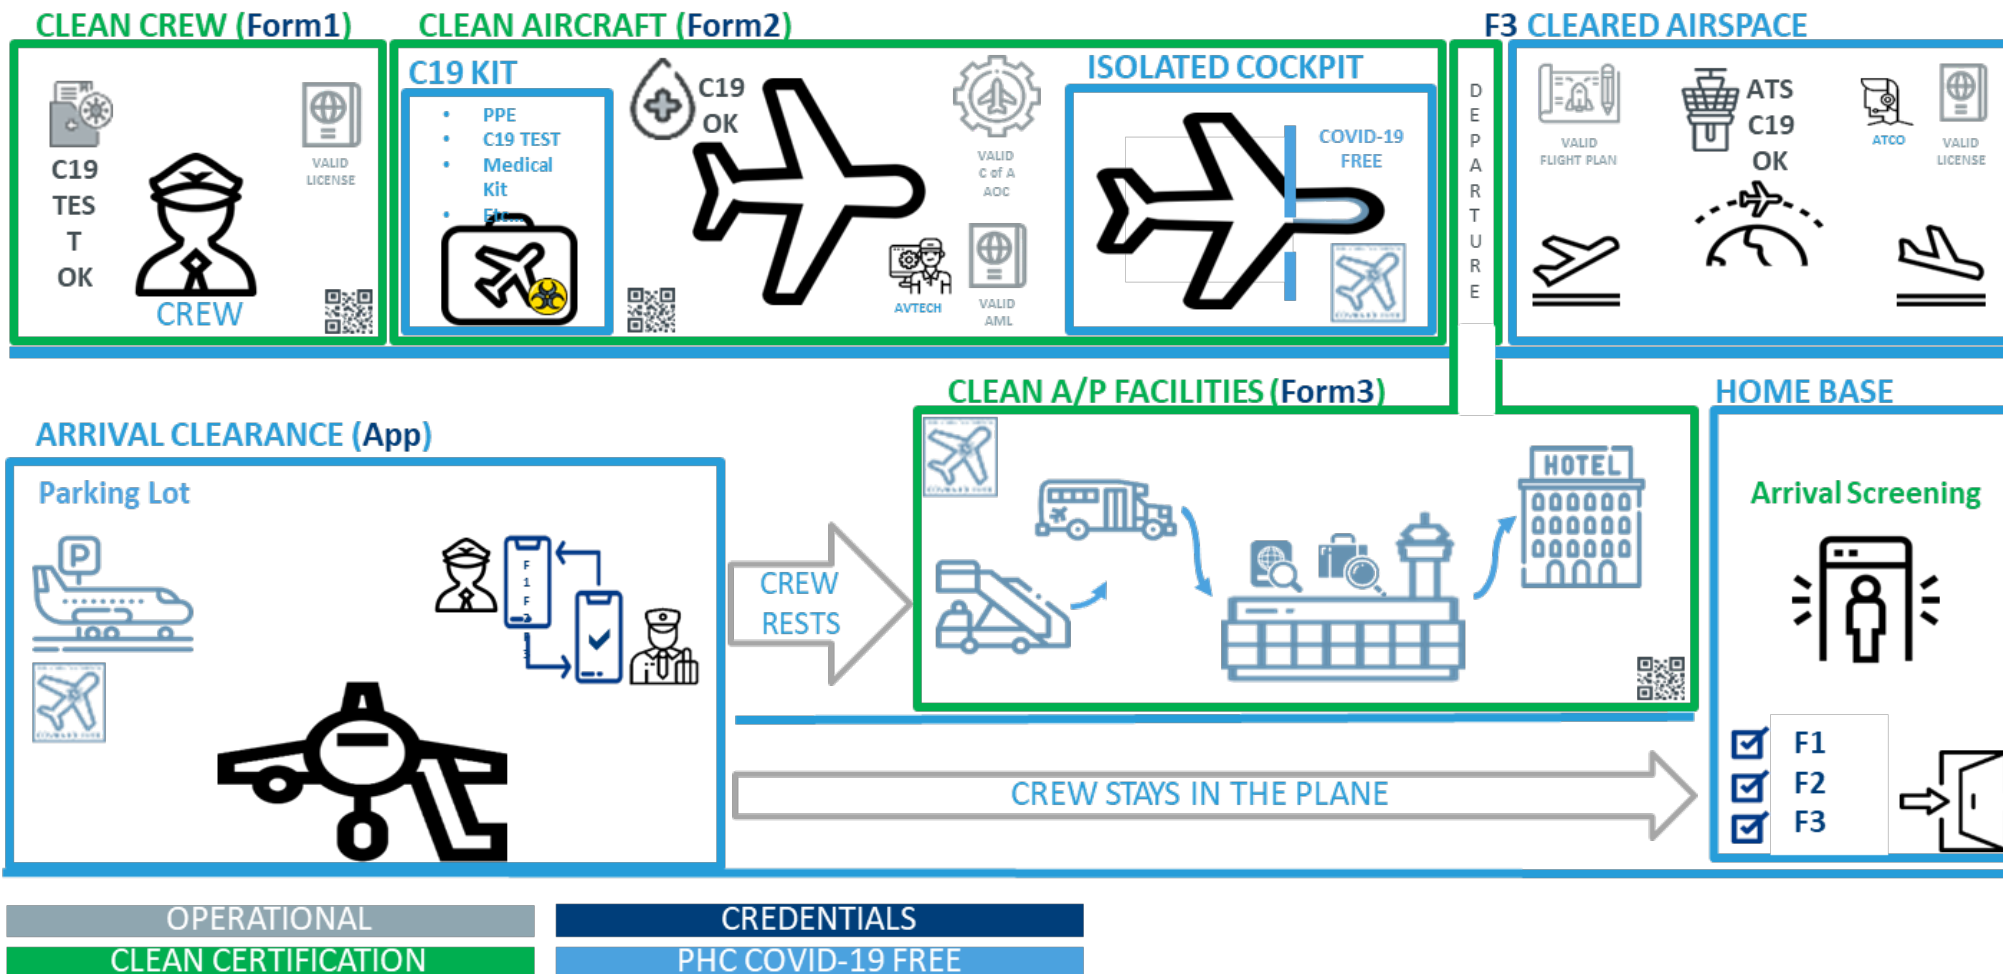 CLEAN CREW (Form1)
C19
TES
T
OK
VALID
LICENSE
CREW
CLEAN AIRCRAFT (Form2)
C19 KIT
• PPE
• C19 TEST
• Medical
Kit
• Etc...
C19
OK
VALID
C of A
AOC
AVTECH
VALID
AML
ISOLATED COCKPIT
COVID-19
FREE
D
E
P
A
R
T
U
R
E
F3 CLEARED AIRSPACE
VALID
FLIGHT PLAN
ATS
C19
OK
ATCO
VALID
LICENSE
ARRIVAL CLEARANCE (App)
Parking Lot
P
F
1
F
CREW
RESTS
CLEAN A/P FACILITIES (Form3)
HOTEL
CREW STAYS IN THE PLANE
HOME BASE
Arrival Screening
F1
F2
F3
OPERATIONAL
CREDENTIALS
CLEAN CERTIFICATION
PHC COVID-19 FREE